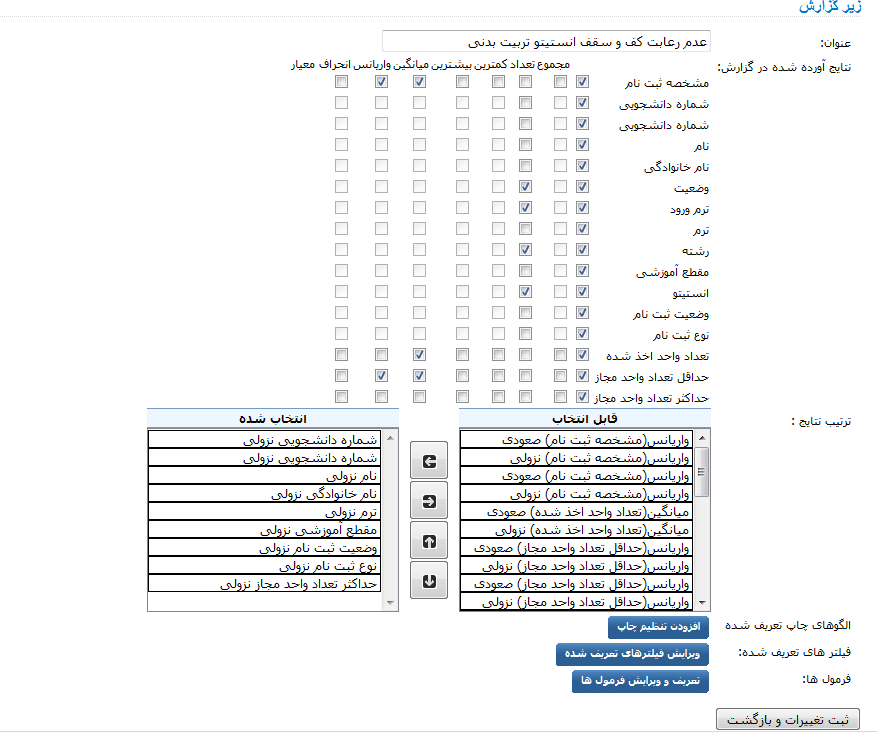 زیر گزارش
عنوان:
عدم رعابت کف و سقف انستیتو تربیت بدنی
نتایج آورده شده در گزارش:
مجموع تعداد کمترین بیشترین میانگین واریانس انحراف معیار
مشخصه ثبت نام
شماره دانشجویی
شماره دانشجویی
نام
نام خانوادگی
وضعیت
ترم ورود
ترم
رشته
مقطع آموزشی
انستیتو
وضعیت ثبت نام
نوع ثبت نام
تعداد واحد اخذ شده
حداقل تعداد واحد مجاز
حداکثر تعداد واحد مجاز
ترتیب نتایج :
قابل انتخاب
واریانس(مشخصه ثبت نام) صعودی
واریانس(مشخصه ثبت نام) نزولی
واریانس(مشخصه ثبت نام) صعودی
واریانس(مشخصه ثبت نام) نزولی
میانگین(تعداد واحد اخذ شده) صعودی
میانگین(تعداد واحد اخذ شده) نزولی
واریانس(حداقل تعداد واحد مجاز) صعودی
واریانس(حداقل تعداد واحد مجاز) نزولی
واریانس(حداقل تعداد واحد مجاز) صعودی
واریانس(حداقل تعداد واحد مجاز) نزولی
انتخاب شده
شماره دانشجویی نزولی
شماره دانشجویی نزولی
نام نزولی
نام خانوادگی نزولی
ترم نزولی
مقطع آموزشی نزولی
وضعیت ثبت نام نزولی
نوع ثبت نام نزولی
حداکثر تعداد واحد مجاز نزولی
الگوهای چاپ تعریف شده
افزودن تنظیم چاپ
فیلتر های تعریف شده:
ویرایش فیلترهای تعریف شده
فرمول ها:
تعریف و ویرایش فرمول ها
ثبت تغییرات و بازگشت